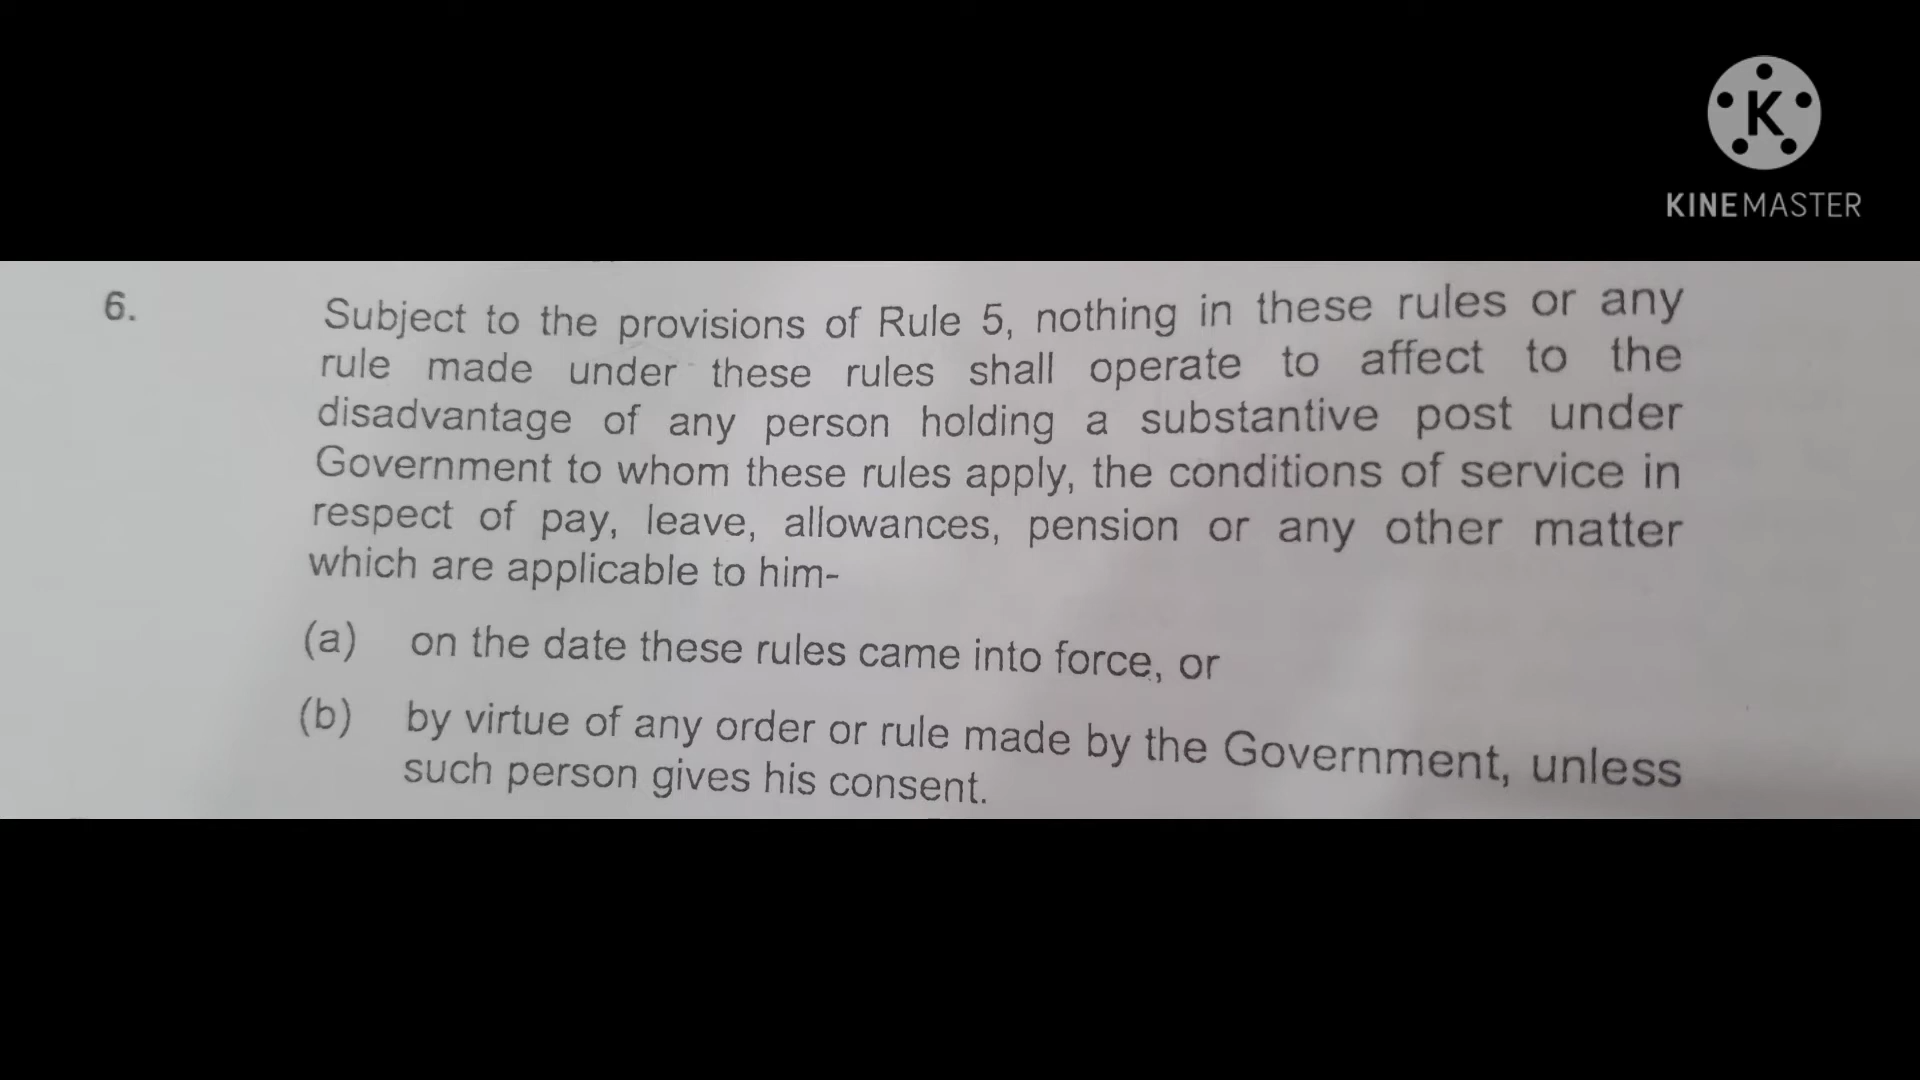 K
KINEMASTER
6.
Subject to the provisions of Rule 5, nothing in these rules or any
rule made under these rules shall operate to affect to the
disadvantage of any person holding a substantive post under
Government to whom these rules apply, the conditions of service in
respect of pay, leave, allowances, pension or any other matter
which are applicable to him-
(a) on the date these rules came into force, or
(b) by virtue of any order or rule made by the Government, unless
such person gives his consent.